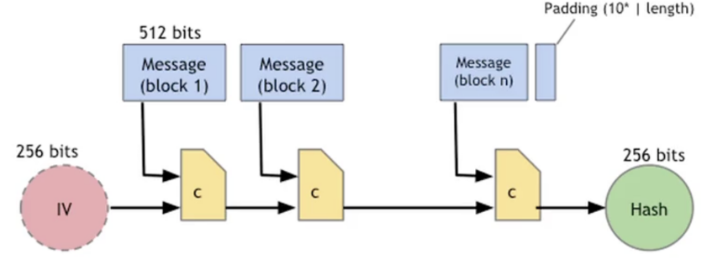 Padding (10* | length)
512 bits
Message
(block 1)
Message
(block 2)
Message
(block n)
256 bits
256 bits
IV
c
c
c
Hash